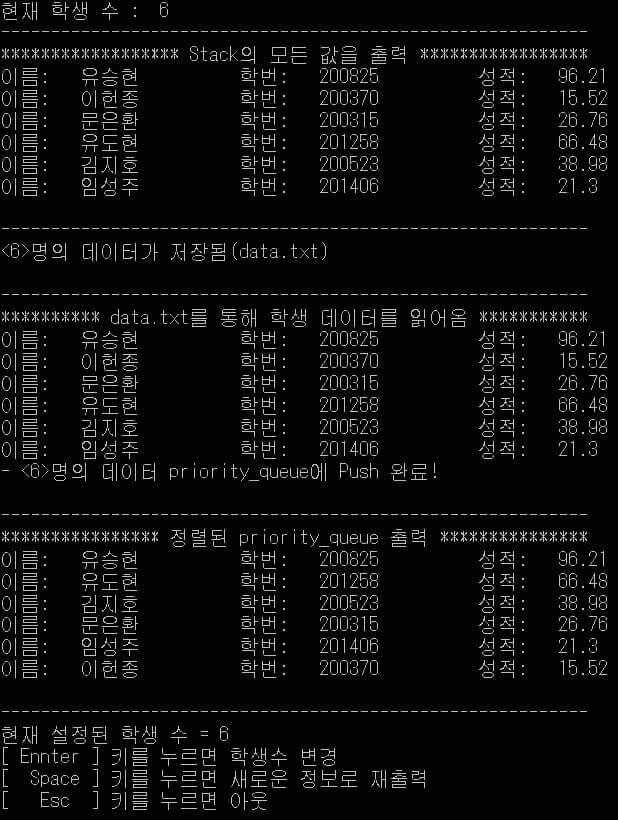 현재 학생 수 :  6
-----------------------------------------------------------
****************** Stack의 모든 값을 출력 *****************
이름:   유승현          학번:   200825          성적:   96.21
이름:   이헌종          학번:   200370          성적:   15.52
이름:   문은환          학번:   200315          성적:   26.76
이름:   유도현          학번:   201258          성적:   66.48
이름:   김지호          학번:   200523          성적:   38.98
이름:   임성주          학번:   201406          성적:   21.3
-----------------------------------------------------------
<6>명의 데이터가 저장됨(data.txt)
-----------------------------------------------------------
********** data.txt를 통해 학생 데이터를 읽어옴 ***********
이름:   유승현          학번:   200825          성적:   96.21
이름:   이헌종          학번:   200370          성적:   15.52
이름:   문은환          학번:   200315          성적:   26.76
이름:   유도현          학번:   201258          성적:   66.48
이름:   김지호          학번:   200523          성적:   38.98
이름:   임성주          학번:   201406          성적:   21.3
- <6>명의 데이터 priority_queue에 Push 완료!
-----------------------------------------------------------
**************** 정렬된 priority_queue 출력 ***************
이름:   유승현          학번:   200825          성적:   96.21
이름:   유도현          학번:   201258          성적:   66.48
이름:   김지호          학번:   200523          성적:   38.98
이름:   문은환          학번:   200315          성적:   26.76
이름:   임성주          학번:   201406          성적:   21.3
이름:   이헌종          학번:   200370          성적:   15.52
-----------------------------------------------------------
현재 설정된 학생 수 = 6
[ Ennter ] 키를 누르면 학생수 변경
[  Space ] 키를 누르면 새로운 정보로 재출력
[   Esc  ] 키를 누르면 아웃